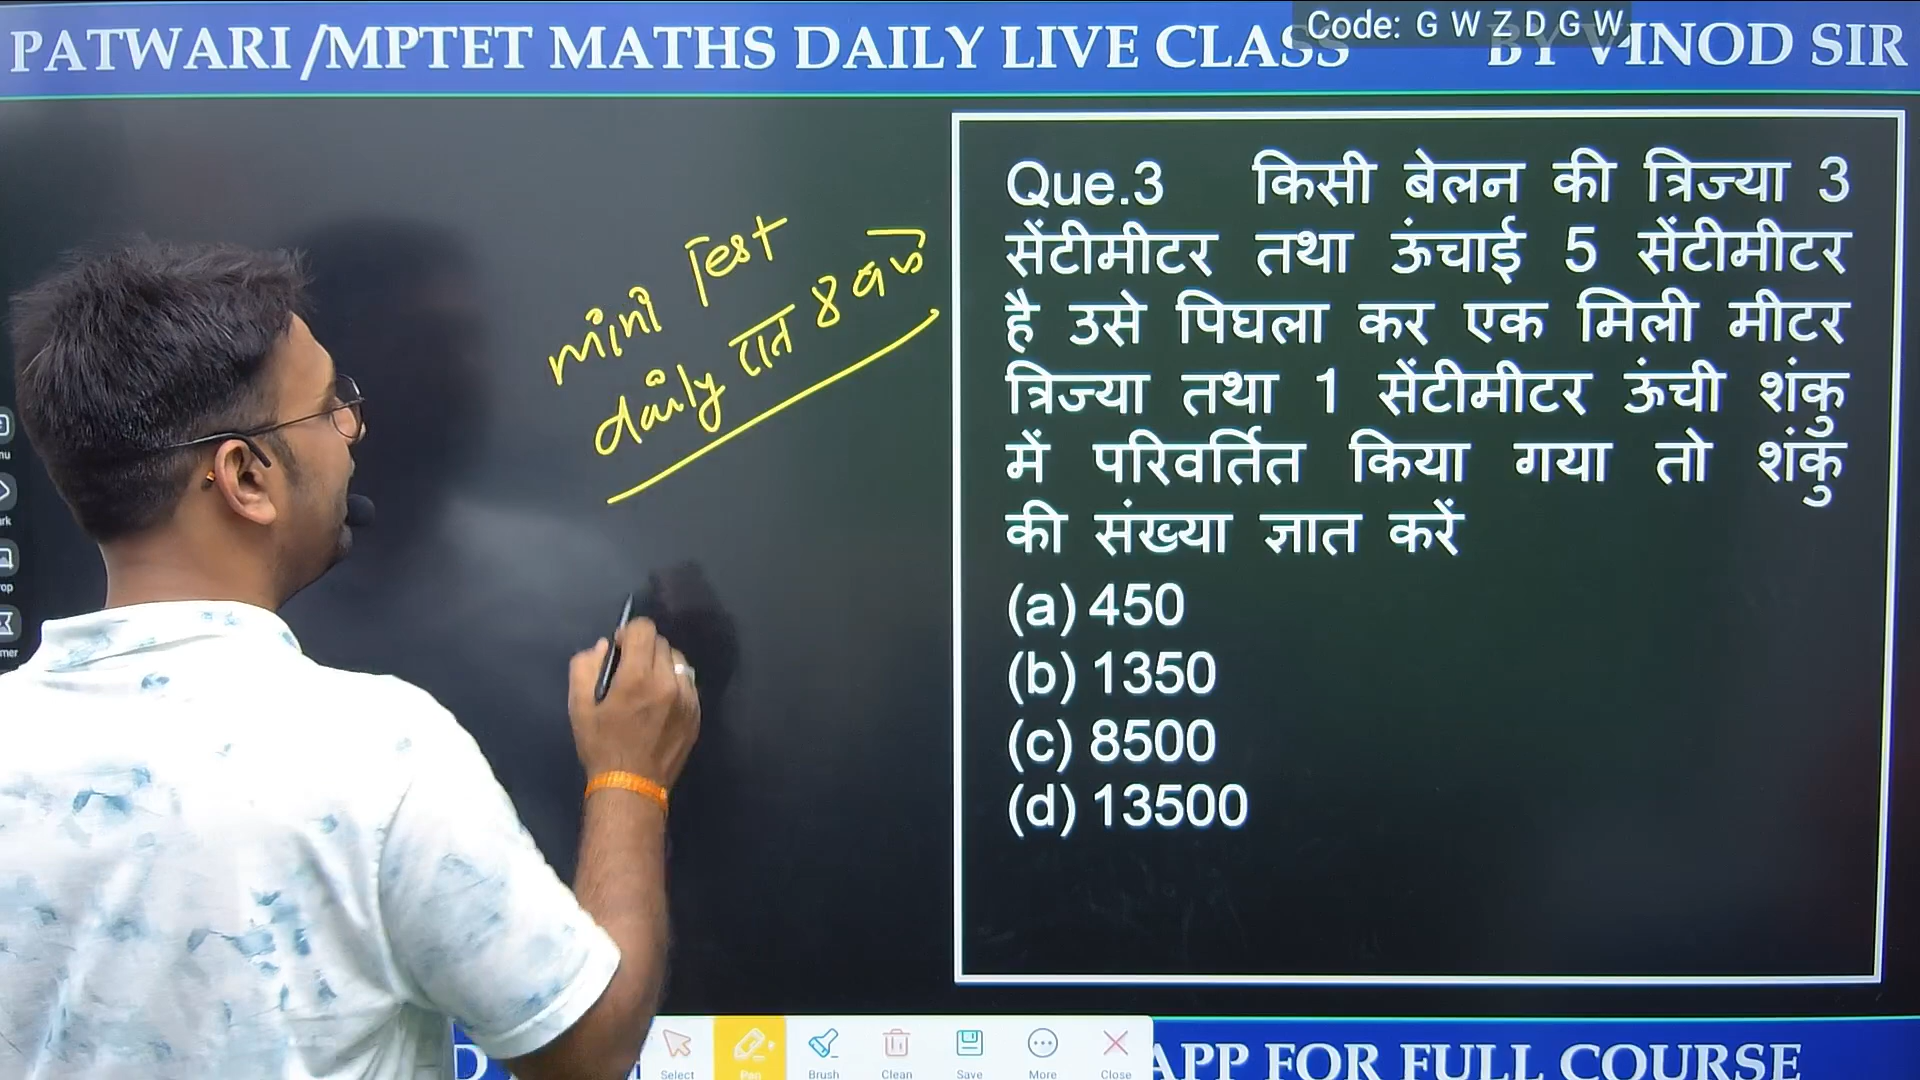 PATWARI /MPTET MATHS DAILY LIVE CLASS BY VINOD SIR
Code: G W Z D G W
mini Test
daily रात 8 बजे
Que.3 किसी बेलन की त्रिज्या 3
सेंटीमीटर तथा ऊंचाई 5 सेंटीमीटर
है उसे पिघला कर एक मिली मीटर
त्रिज्या तथा 1 सेंटीमीटर ऊंची शंकु
में परिवर्तित किया गया तो शंकु
की संख्या ज्ञात करें
(a) 450
(b) 1350
(c) 8500
(d) 13500
Select Pen Brush Clean Save More Close
APP FOR FULL COURSE